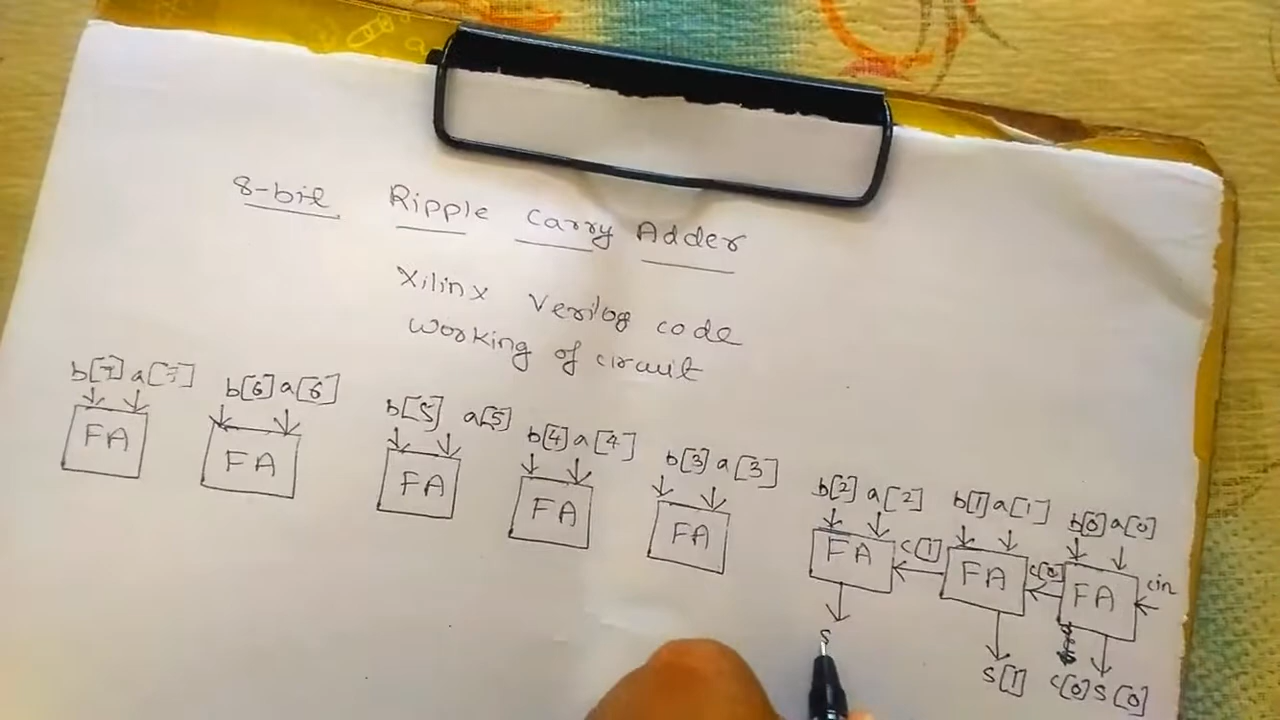 8-bit Ripple Carry Adder
Xilinx Verilog code
Working of circuit
b[7] a[7] b[6] a[6] b[5] a[5] b[4] a[4] b[3] a[3] b[2] a[2] b[1] a[1] b[0] a[0]
FA FA FA FA FA FA c[1] FA c[0] FA cin
s s[1] c[0] s[0]